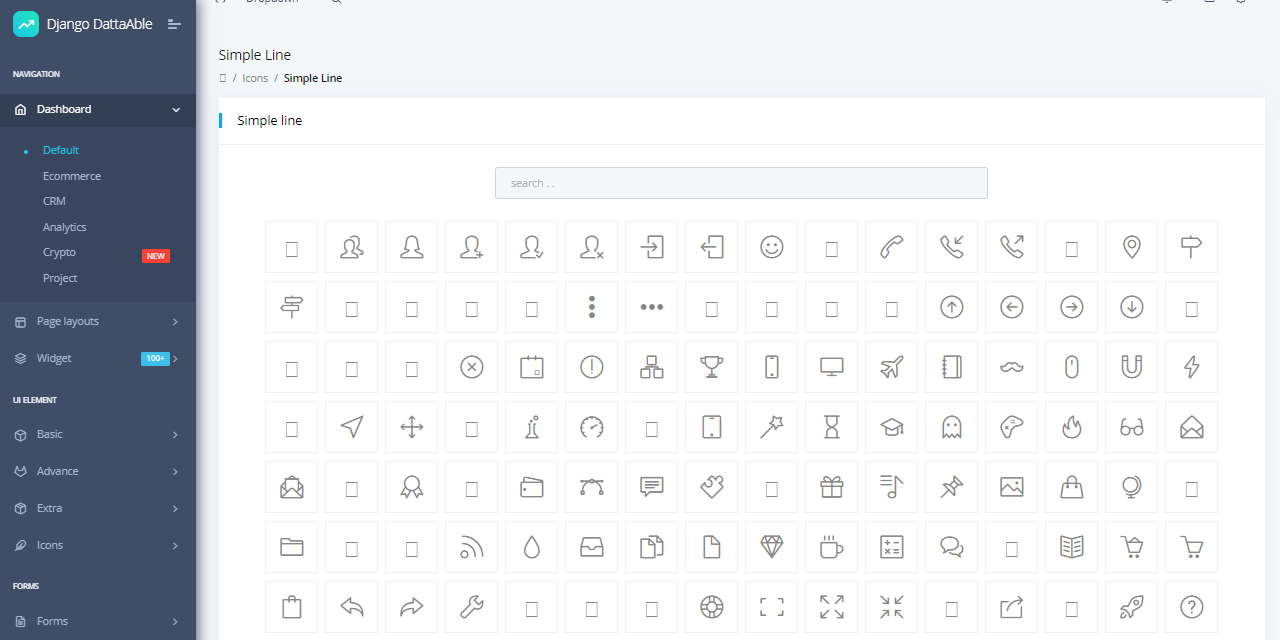 Dropdown
Django DattaAble
NAVIGATION
Dashboard
Default
Ecommerce
CRM
Analytics
Crypto
NEW
Project
Page layouts
Widget
100+
UI ELEMENT
Basic
Advance
Extra
Icons
FORMS
Forms
Simple Line
/ Icons / Simple Line
Simple line
search . .